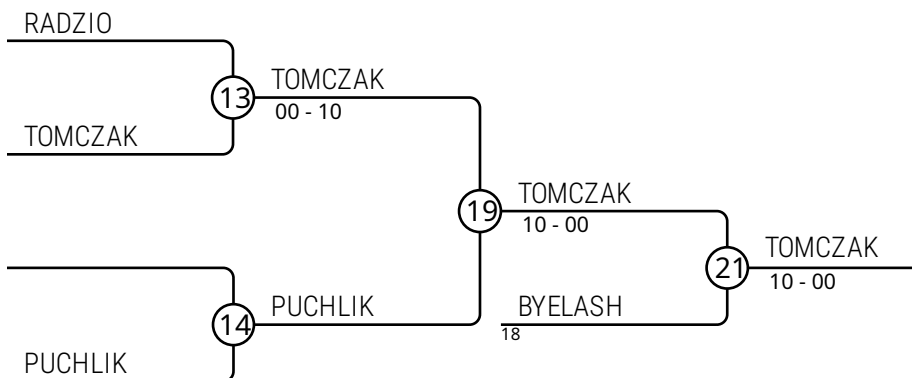 RADZIO
13
TOMCZAK
00 - 10
TOMCZAK
19
TOMCZAK
10 - 00
21
TOMCZAK
10 - 00
14
PUCHLIK
BYELASH
18
PUCHLIK